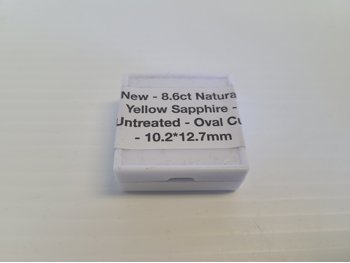 New - 8.6ct Natura
Yellow Sapphire -
Untreated - Oval Cu
- 10.2*12.7mm